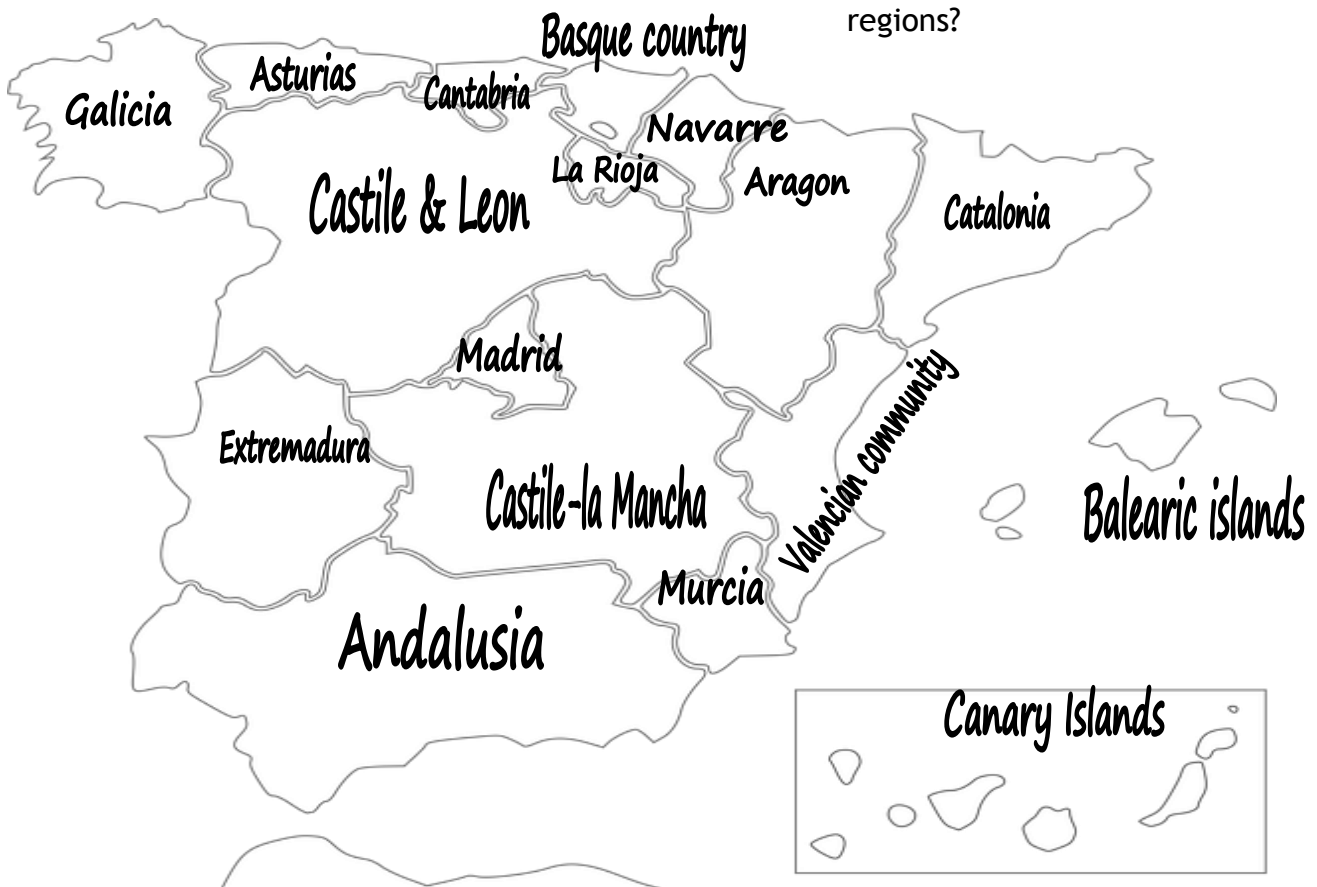 regions?
Basque country
Asturias
Cantabria
Galicia
Navarre
La Rioja
Aragon
Castile & Leon
Catalonia
Madrid
Valencian community
Extremadura
Castile-la Mancha
Balearic islands
Murcia
Andalusia
Canary Islands